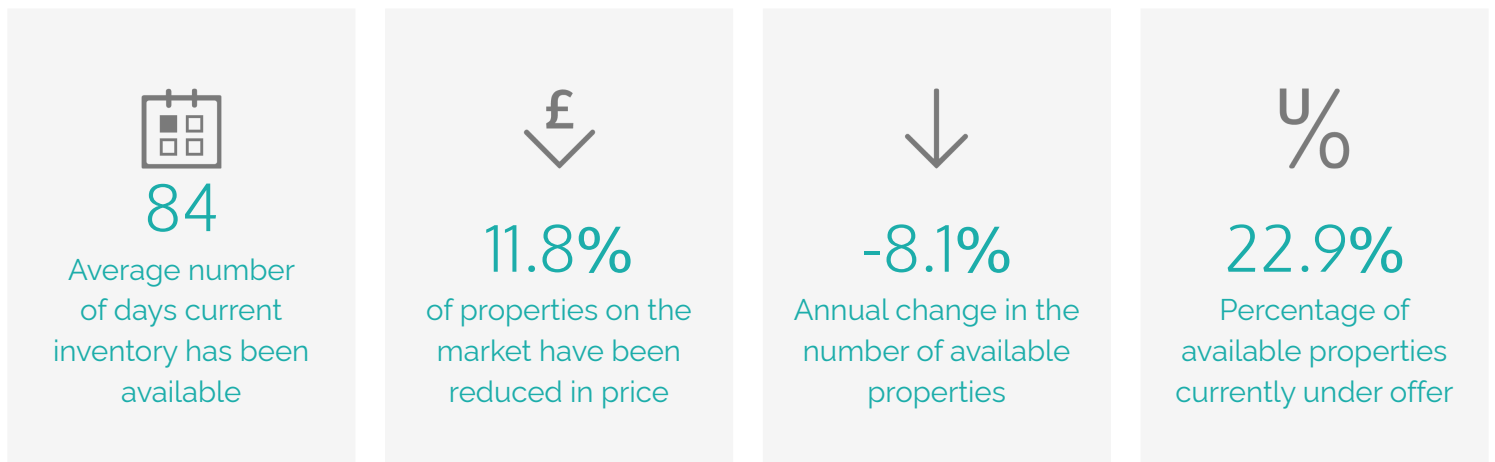 84
Average number
of days current
inventory has been
available
£
11.8%
of properties on the
market have been
reduced in price
-8.1%
Annual change in the
number of available
properties
U/O
22.9%
Percentage of
available properties
currently under offer